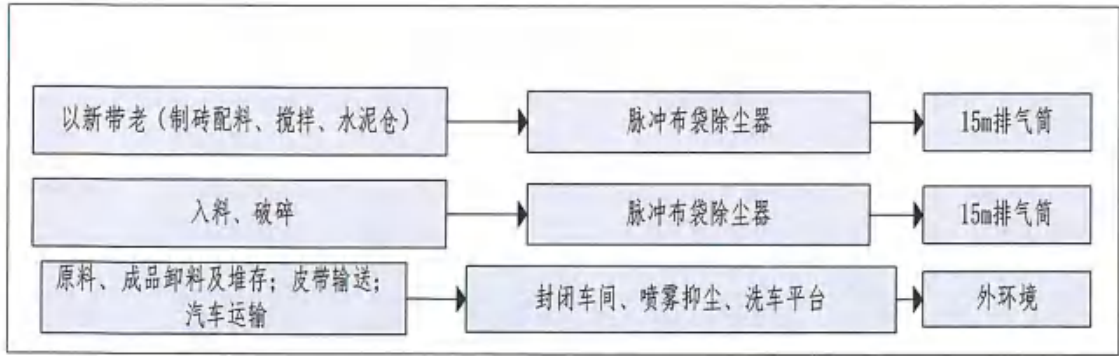 以新带老（制砖配料、搅拌、水泥仓）
脉冲布袋除尘器
15m排气筒
入料、破碎
脉冲布袋除尘器
15m排气筒
原料、成品卸料及堆存；皮带输送；
汽车运输
封闭车间、喷雾抑尘、洗车平台
外环境